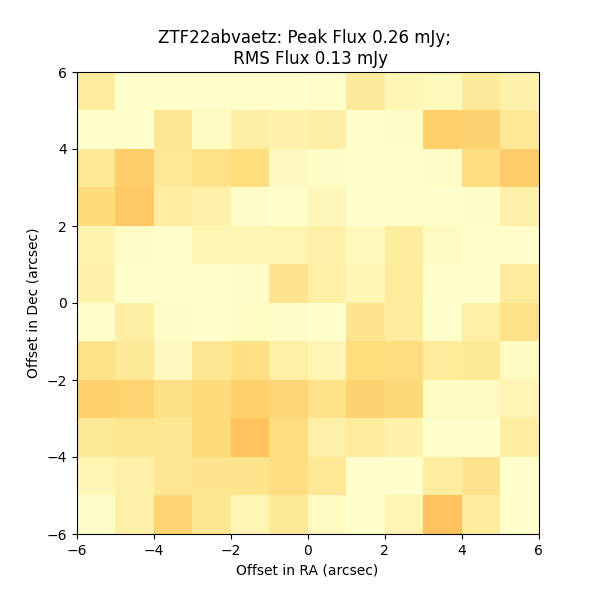 ZTF22abvaetz: Peak Flux 0.26 mJy;
RMS Flux 0.13 mJy
6
4
2
0
−2
−4
−6
Offset in Dec (arcsec)
−6 −4 −2 0 2 4 6
Offset in RA (arcsec)